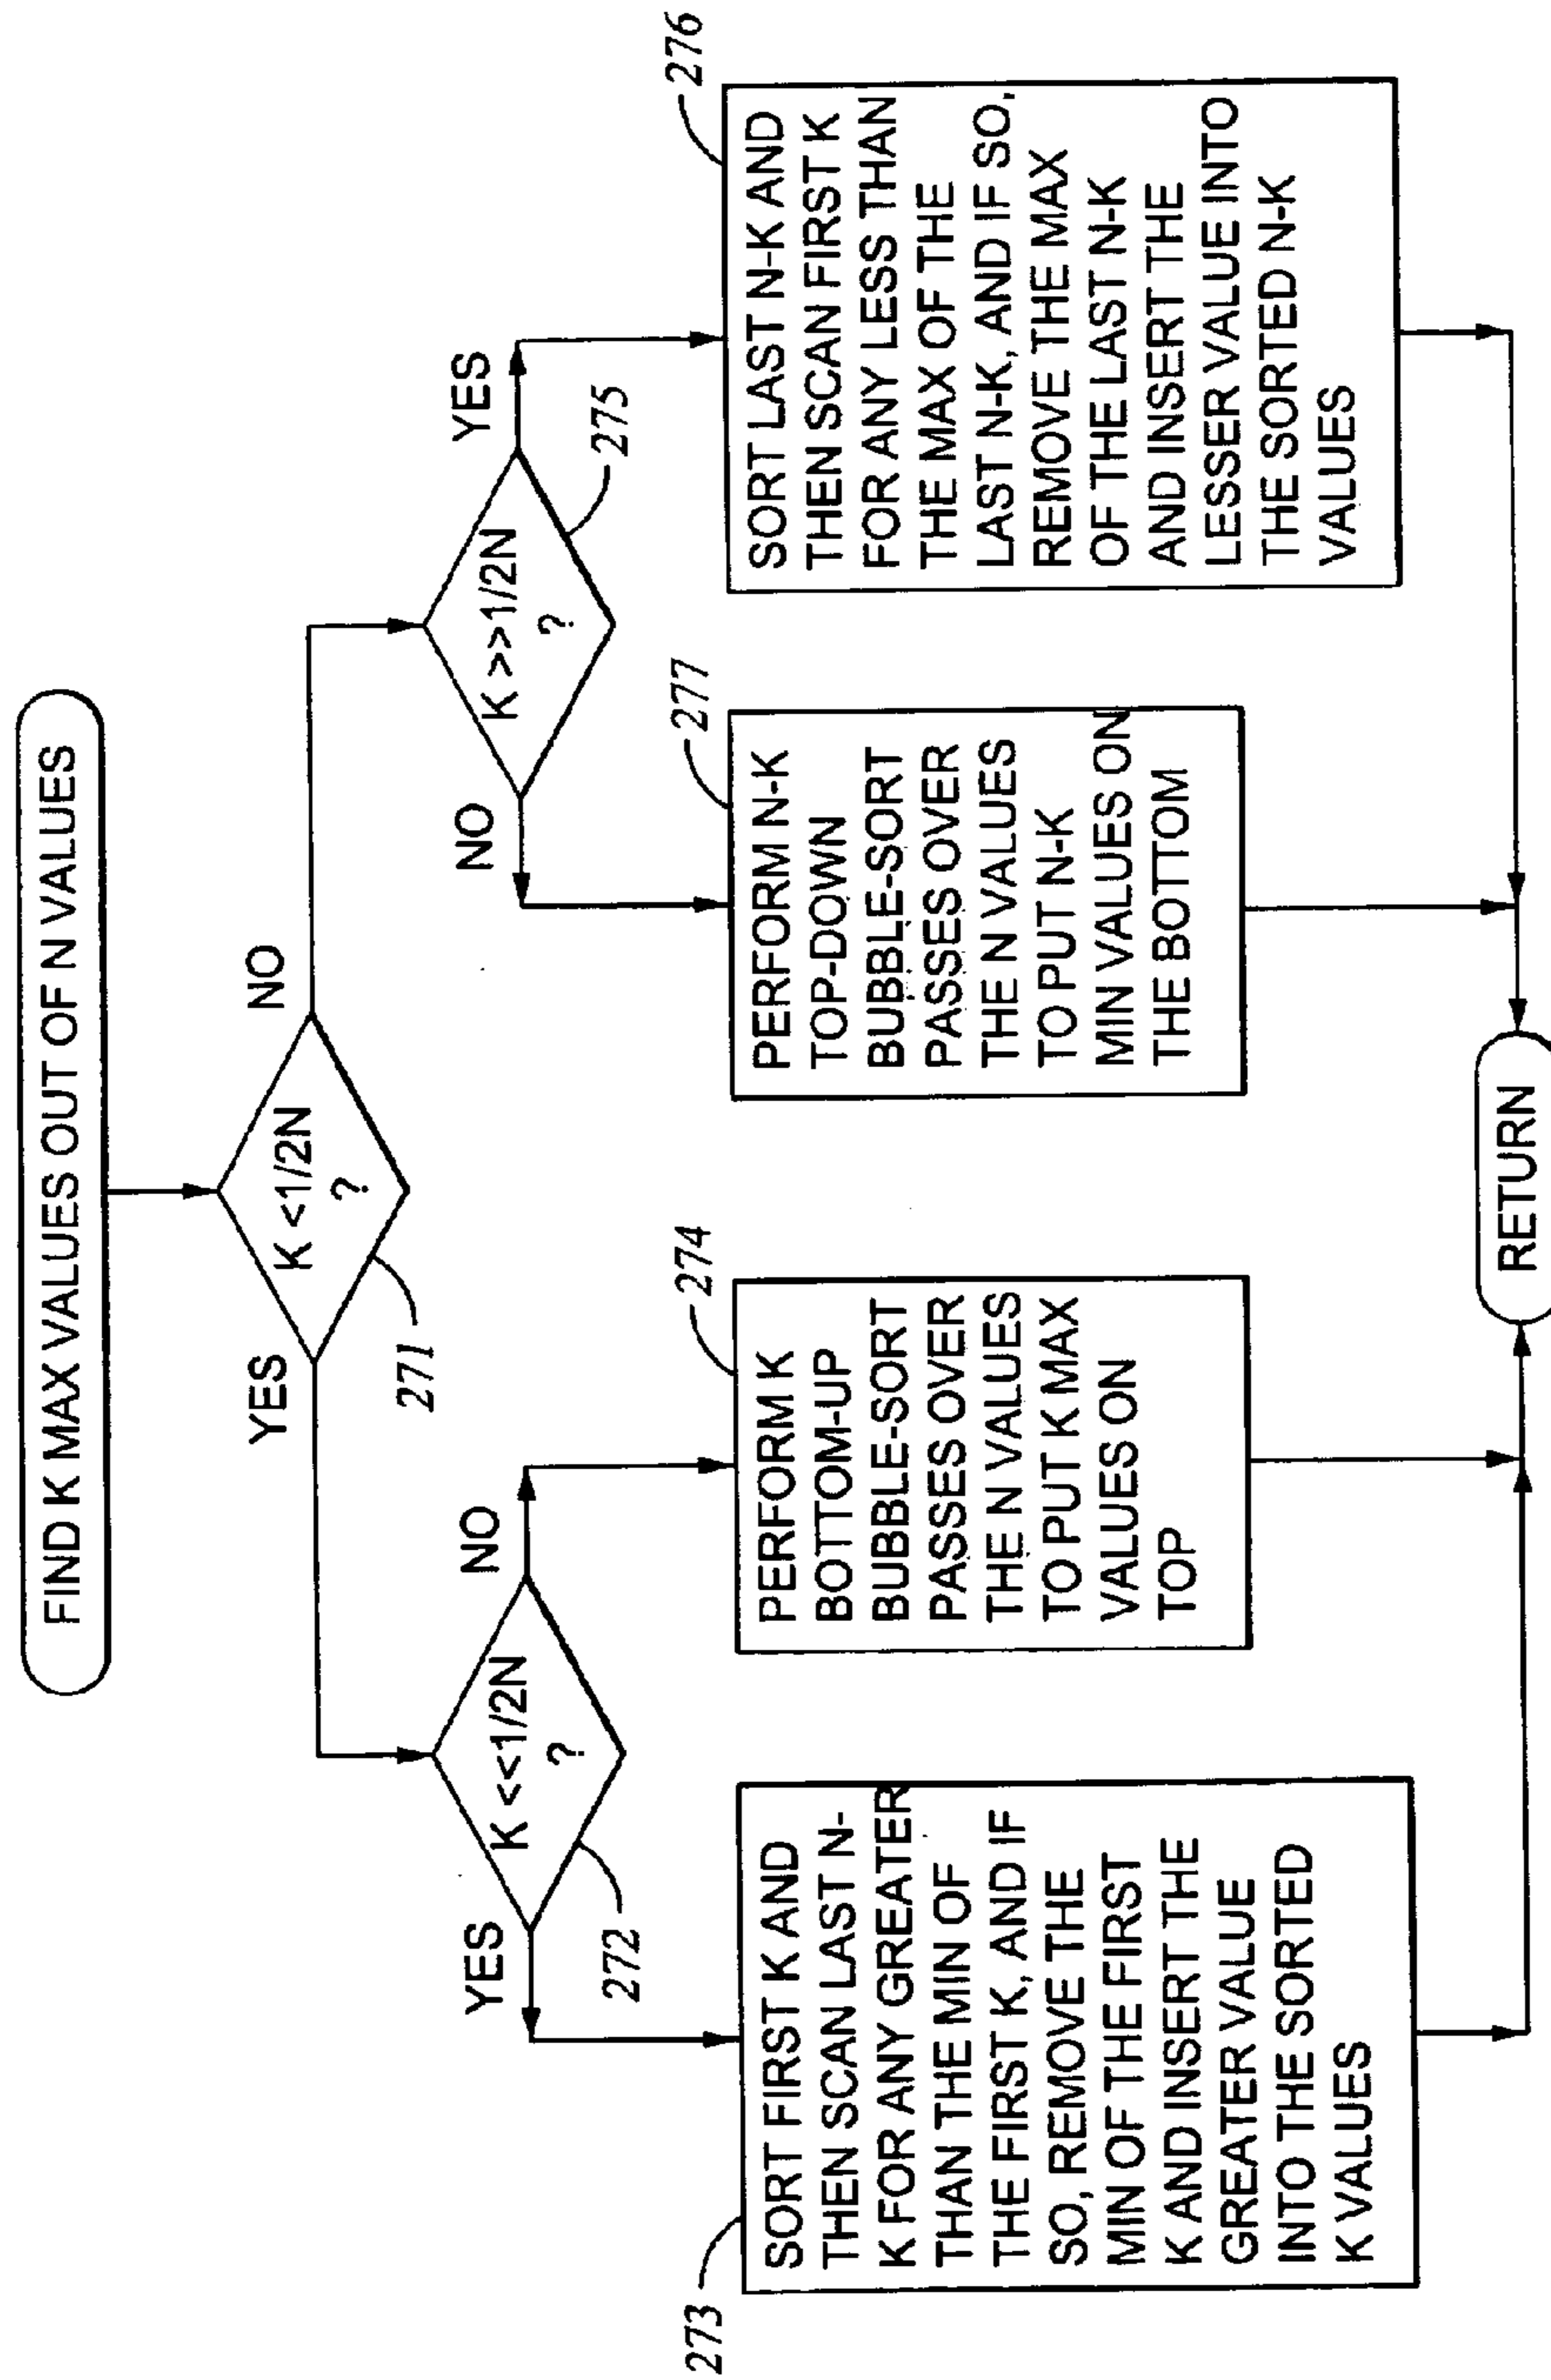 FIND K MAX VALUES OUT OF N VALUES
K <1/2N
?
271
YES
NO
K <<1/2N
?
272
YES
NO
K >>1/2N
?
275
NO
YES
273
SORT FIRST K AND
THEN SCAN LAST N-
K FOR ANY GREATER
THAN THE MIN OF
THE FIRST K, AND IF
SO, REMOVE THE
MIN OF THE FIRST
K AND INSERT THE
GREATER VALUE
INTO THE SORTED
K VALUES
274
PERFORM K
BOTTOM-UP
BUBBLE-SORT
PASSES OVER
THE N VALUES
TO PUT K MAX
VALUES ON
TOP
277
PERFORM N-K
TOP-DOWN
BUBBLE-SORT
PASSES OVER
THE N VALUES
TO PUT N-K
MIN VALUES ON
THE BOTTOM
276
SORT LAST N-K AND
THEN SCAN FIRST K
FOR ANY LESS THAN
THE MAX OF THE
LAST N-K, AND IF SO,
REMOVE THE MAX
OF THE LAST N-K
AND INSERT THE
LESSER VALUE INTO
THE SORTED N-K
VALUES
RETURN